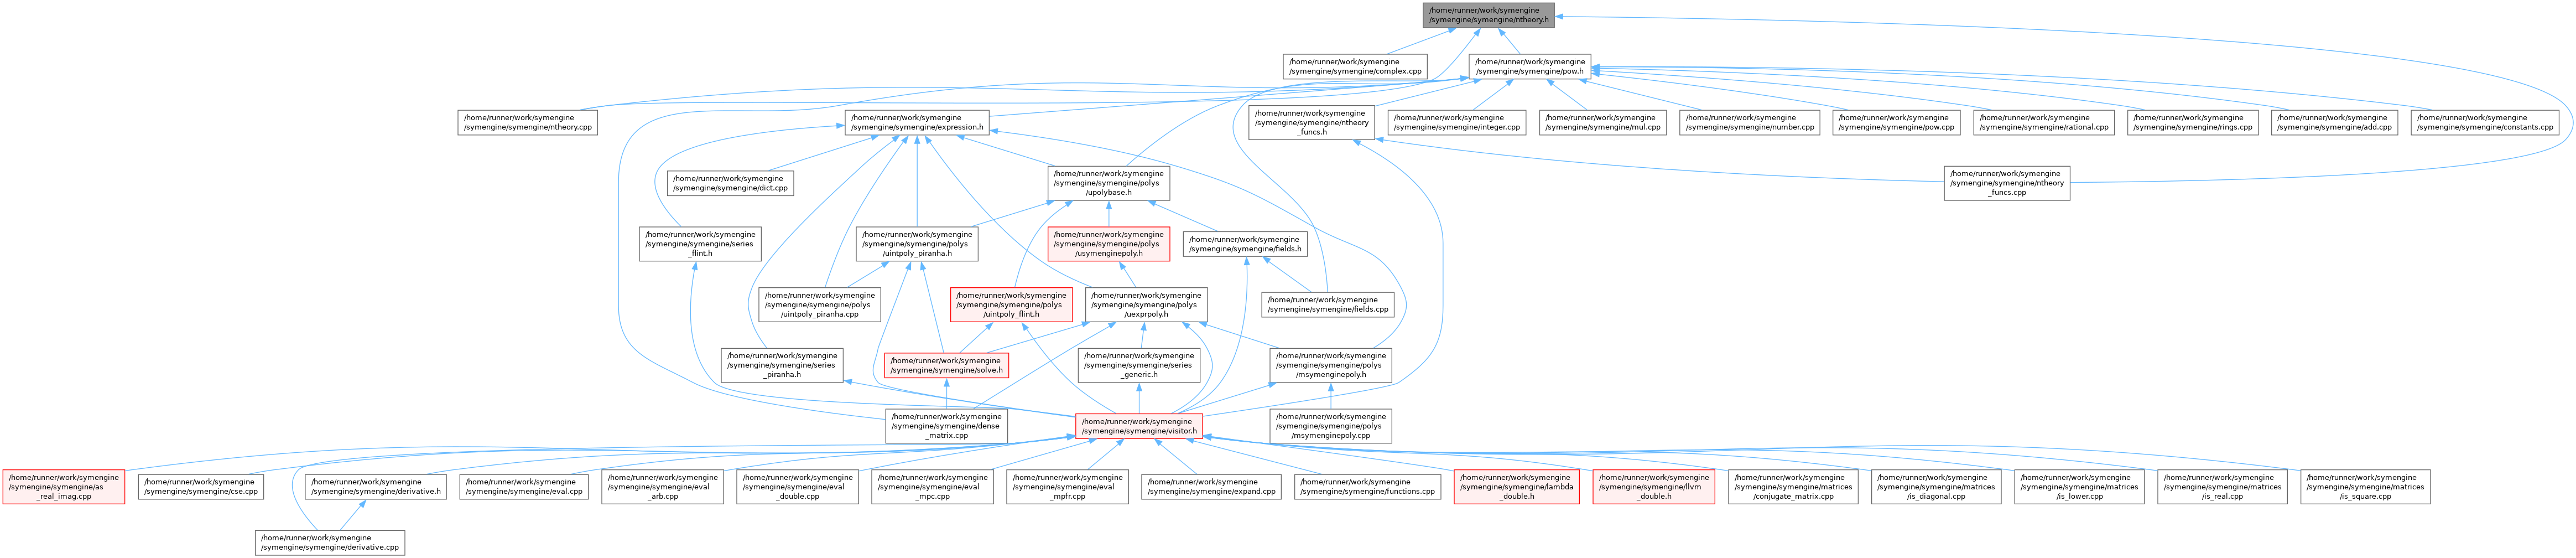 /home/runner/work/symengine
/symengine/symengine/ntheory.h
/home/runner/work/symengine
/symengine/symengine/complex.cpp
/home/runner/work/symengine
/symengine/symengine/pow.h
/home/runner/work/symengine
/symengine/symengine/ntheory.cpp
/home/runner/work/symengine
/symengine/symengine/expression.h
/home/runner/work/symengine
/symengine/symengine/ntheory
_funcs.h
/home/runner/work/symengine
/symengine/symengine/integer.cpp
/home/runner/work/symengine
/symengine/symengine/mul.cpp
/home/runner/work/symengine
/symengine/symengine/number.cpp
/home/runner/work/symengine
/symengine/symengine/pow.cpp
/home/runner/work/symengine
/symengine/symengine/rational.cpp
/home/runner/work/symengine
/symengine/symengine/rings.cpp
/home/runner/work/symengine
/symengine/symengine/add.cpp
/home/runner/work/symengine
/symengine/symengine/constants.cpp
/home/runner/work/symengine
/symengine/symengine/dict.cpp
/home/runner/work/symengine
/symengine/symengine/polys
/upolybase.h
/home/runner/work/symengine
/symengine/symengine/ntheory
_funcs.cpp
/home/runner/work/symengine
/symengine/symengine/series
_flint.h
/home/runner/work/symengine
/symengine/symengine/polys
/uintpoly_piranha.h
/home/runner/work/symengine
/symengine/symengine/polys
/usymenginepoly.h
/home/runner/work/symengine
/symengine/symengine/fields.h
/home/runner/work/symengine
/symengine/symengine/polys
/uintpoly_piranha.cpp
/home/runner/work/symengine
/symengine/symengine/polys
/uintpoly_flint.h
/home/runner/work/symengine
/symengine/symengine/polys
/uexprpoly.h
/home/runner/work/symengine
/symengine/symengine/fields.cpp
/home/runner/work/symengine
/symengine/symengine/series
_piranha.h
/home/runner/work/symengine
/symengine/symengine/solve.h
/home/runner/work/symengine
/symengine/symengine/series
_generic.h
/home/runner/work/symengine
/symengine/symengine/polys
/msymenginepoly.h
/home/runner/work/symengine
/symengine/symengine/dense
_matrix.cpp
/home/runner/work/symengine
/symengine/symengine/visitor.h
/home/runner/work/symengine
/symengine/symengine/polys
/msymenginepoly.cpp
/home/runner/work/symengine
/symengine/symengine/as
_real_imag.cpp
/home/runner/work/symengine
/symengine/symengine/cse.cpp
/home/runner/work/symengine
/symengine/symengine/derivative.h
/home/runner/work/symengine
/symengine/symengine/eval.cpp
/home/runner/work/symengine
/symengine/symengine/eval
_arb.cpp
/home/runner/work/symengine
/symengine/symengine/eval
_double.cpp
/home/runner/work/symengine
/symengine/symengine/eval
_mpc.cpp
/home/runner/work/symengine
/symengine/symengine/eval
_mpfr.cpp
/home/runner/work/symengine
/symengine/symengine/expand.cpp
/home/runner/work/symengine
/symengine/symengine/functions.cpp
/home/runner/work/symengine
/symengine/symengine/lambda
_double.h
/home/runner/work/symengine
/symengine/symengine/llvm
_double.h
/home/runner/work/symengine
/symengine/symengine/matrices
/conjugate_matrix.cpp
/home/runner/work/symengine
/symengine/symengine/matrices
/is_diagonal.cpp
/home/runner/work/symengine
/symengine/symengine/matrices
/is_lower.cpp
/home/runner/work/symengine
/symengine/symengine/matrices
/is_real.cpp
/home/runner/work/symengine
/symengine/symengine/matrices
/is_square.cpp
/home/runner/work/symengine
/symengine/symengine/derivative.cpp